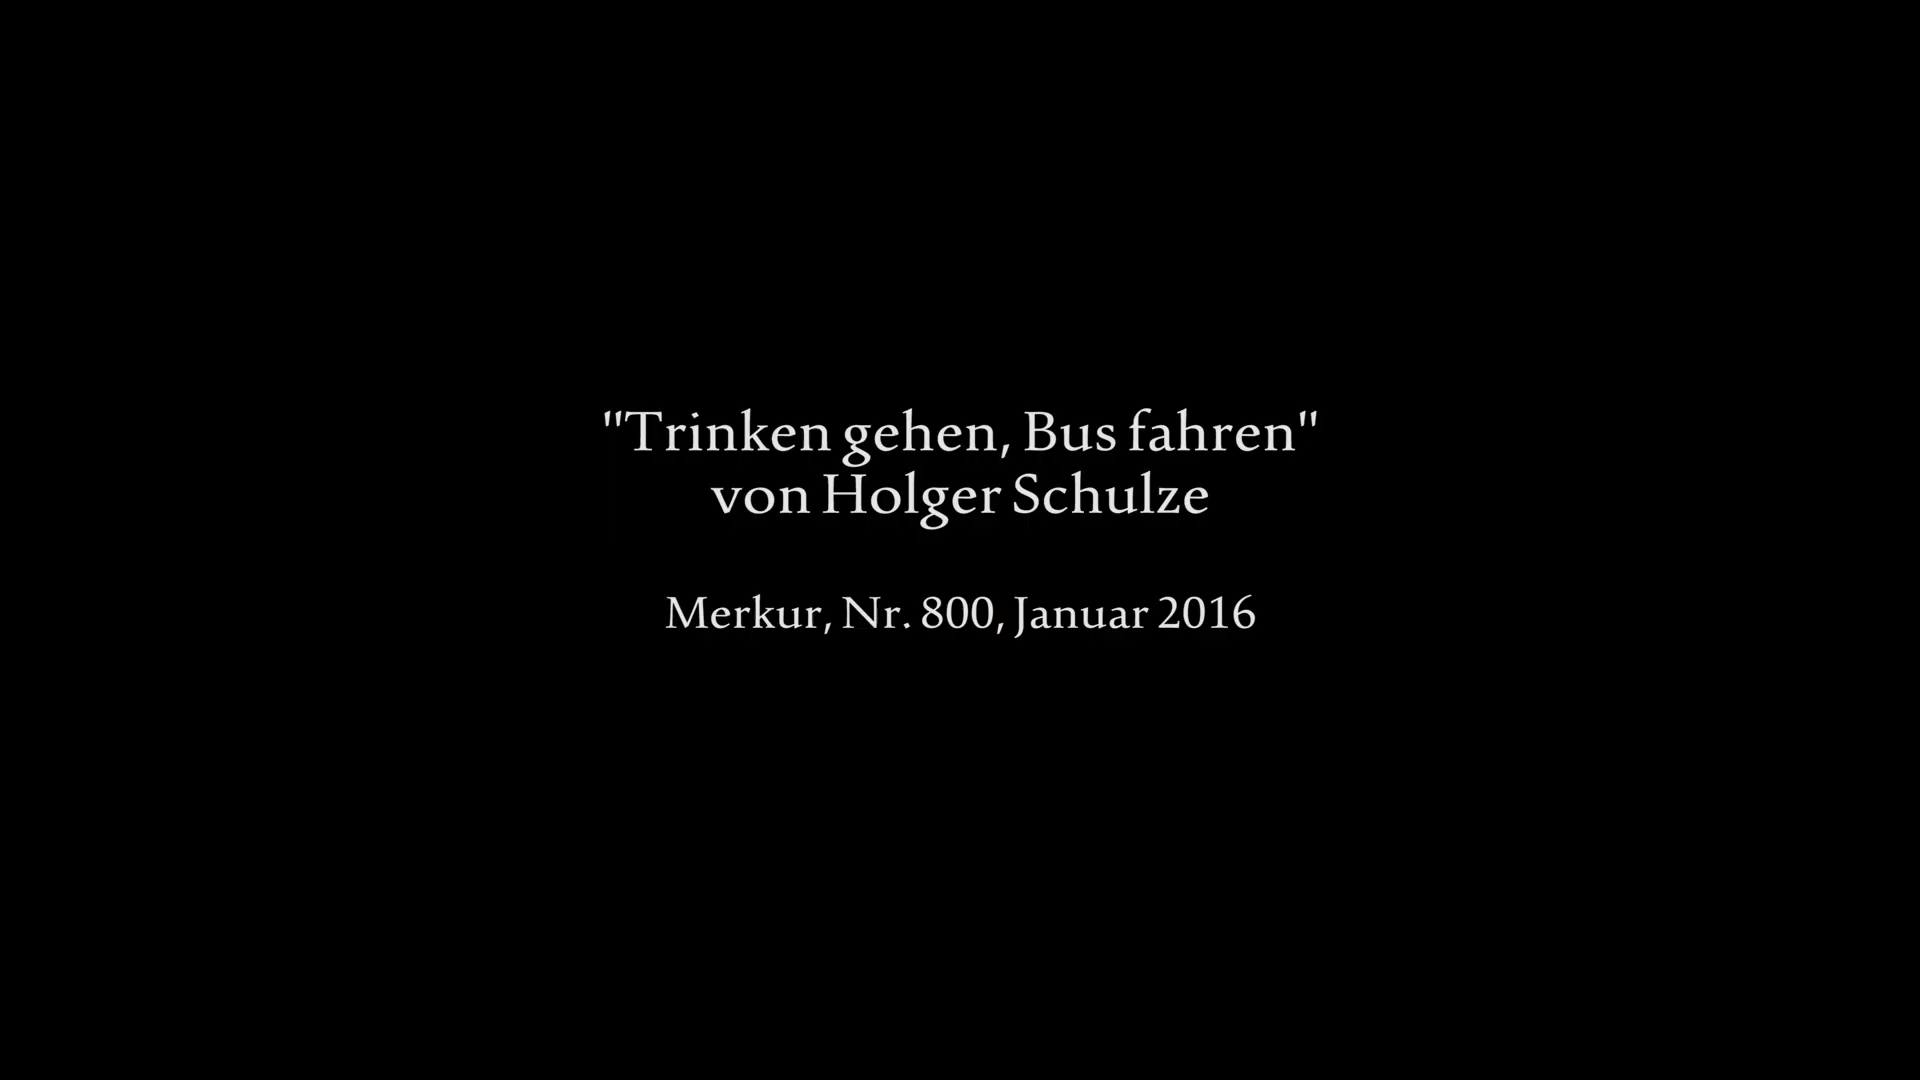 "Trinken gehen, Bus fahren"
von Holger Schulze
Merkur, Nr. 800, Januar 2016